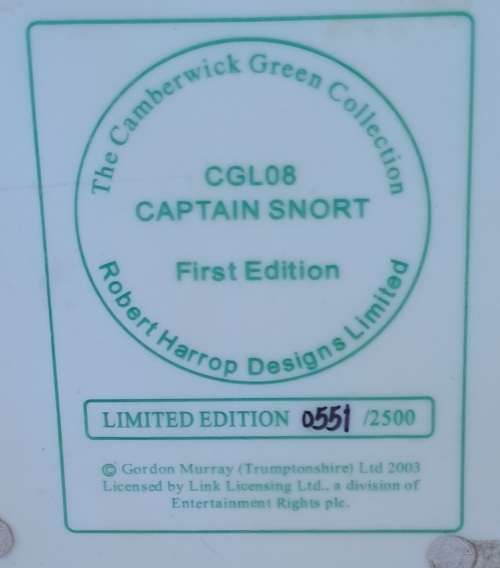 The Camberwick Green Collection
CGL08
CAPTAIN SNORT
First Edition
Robert Harrop Designs Limited
LIMITED EDITION 0551 /2500
© Gordon Murray (Trumptonshire) Ltd 2003
Licensed by Link Licensing Ltd., a division of
Entertainment Rights plc.